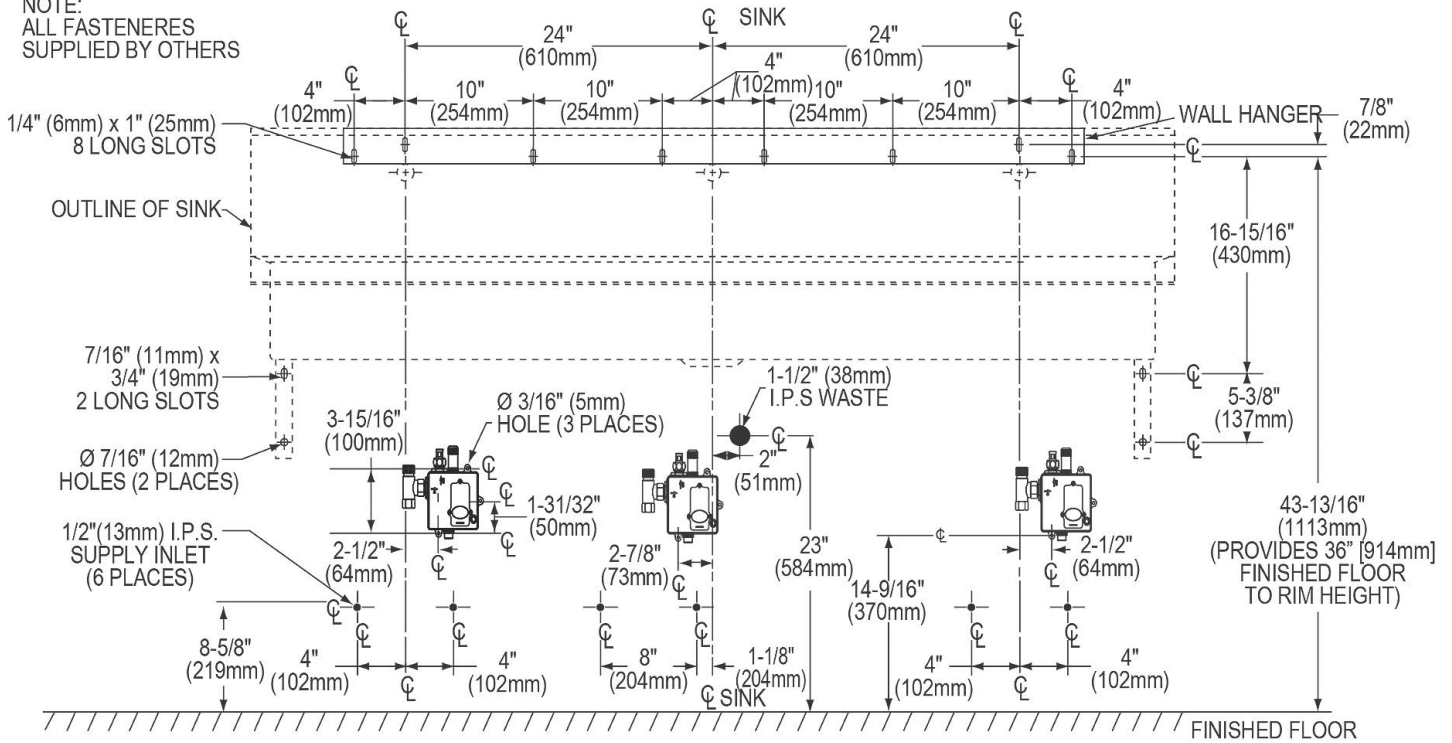 NOTE:
ALL FASTENERES
SUPPLIED BY OTHERS
℄
℄ SINK
℄
24"
(610mm)
24"
(610mm)
℄
4"
(102mm)
10"
(254mm)
10"
(254mm)
4"
(102mm)
10"
(254mm)
10"
(254mm)
℄
4"
(102mm)
WALL HANGER
7/8"
(22mm)
1/4" (6mm) x 1" (25mm)
8 LONG SLOTS
℄
℄
OUTLINE OF SINK
16-15/16"
(430mm)
7/16" (11mm) x
3/4" (19mm)
2 LONG SLOTS
℄
5-3/8"
(137mm)
℄
1-1/2" (38mm)
I.P.S WASTE
℄
2"
(51mm)
Ø 3/16" (5mm)
HOLE (3 PLACES)
3-15/16"
(100mm)
Ø 7/16" (12mm)
HOLES (2 PLACES)
℄
℄
1-31/32"
(50mm)
℄
1/2"(13mm) I.P.S.
SUPPLY INLET
(6 PLACES)
2-1/2"
(64mm)
℄
2-7/8"
(73mm)
℄
23"
(584mm)
℄
14-9/16"
(370mm)
2-1/2"
(64mm)
℄
43-13/16"
(1113mm)
(PROVIDES 36" [914mm]
FINISHED FLOOR
TO RIM HEIGHT)
℄
℄
℄
℄
℄
℄
℄
8-5/8"
(219mm)
4"
(102mm)
4"
(102mm)
℄
8"
(204mm)
1-1/8"
(204mm)
℄ SINK
4"
(102mm)
4"
(102mm)
℄
FINISHED FLOOR